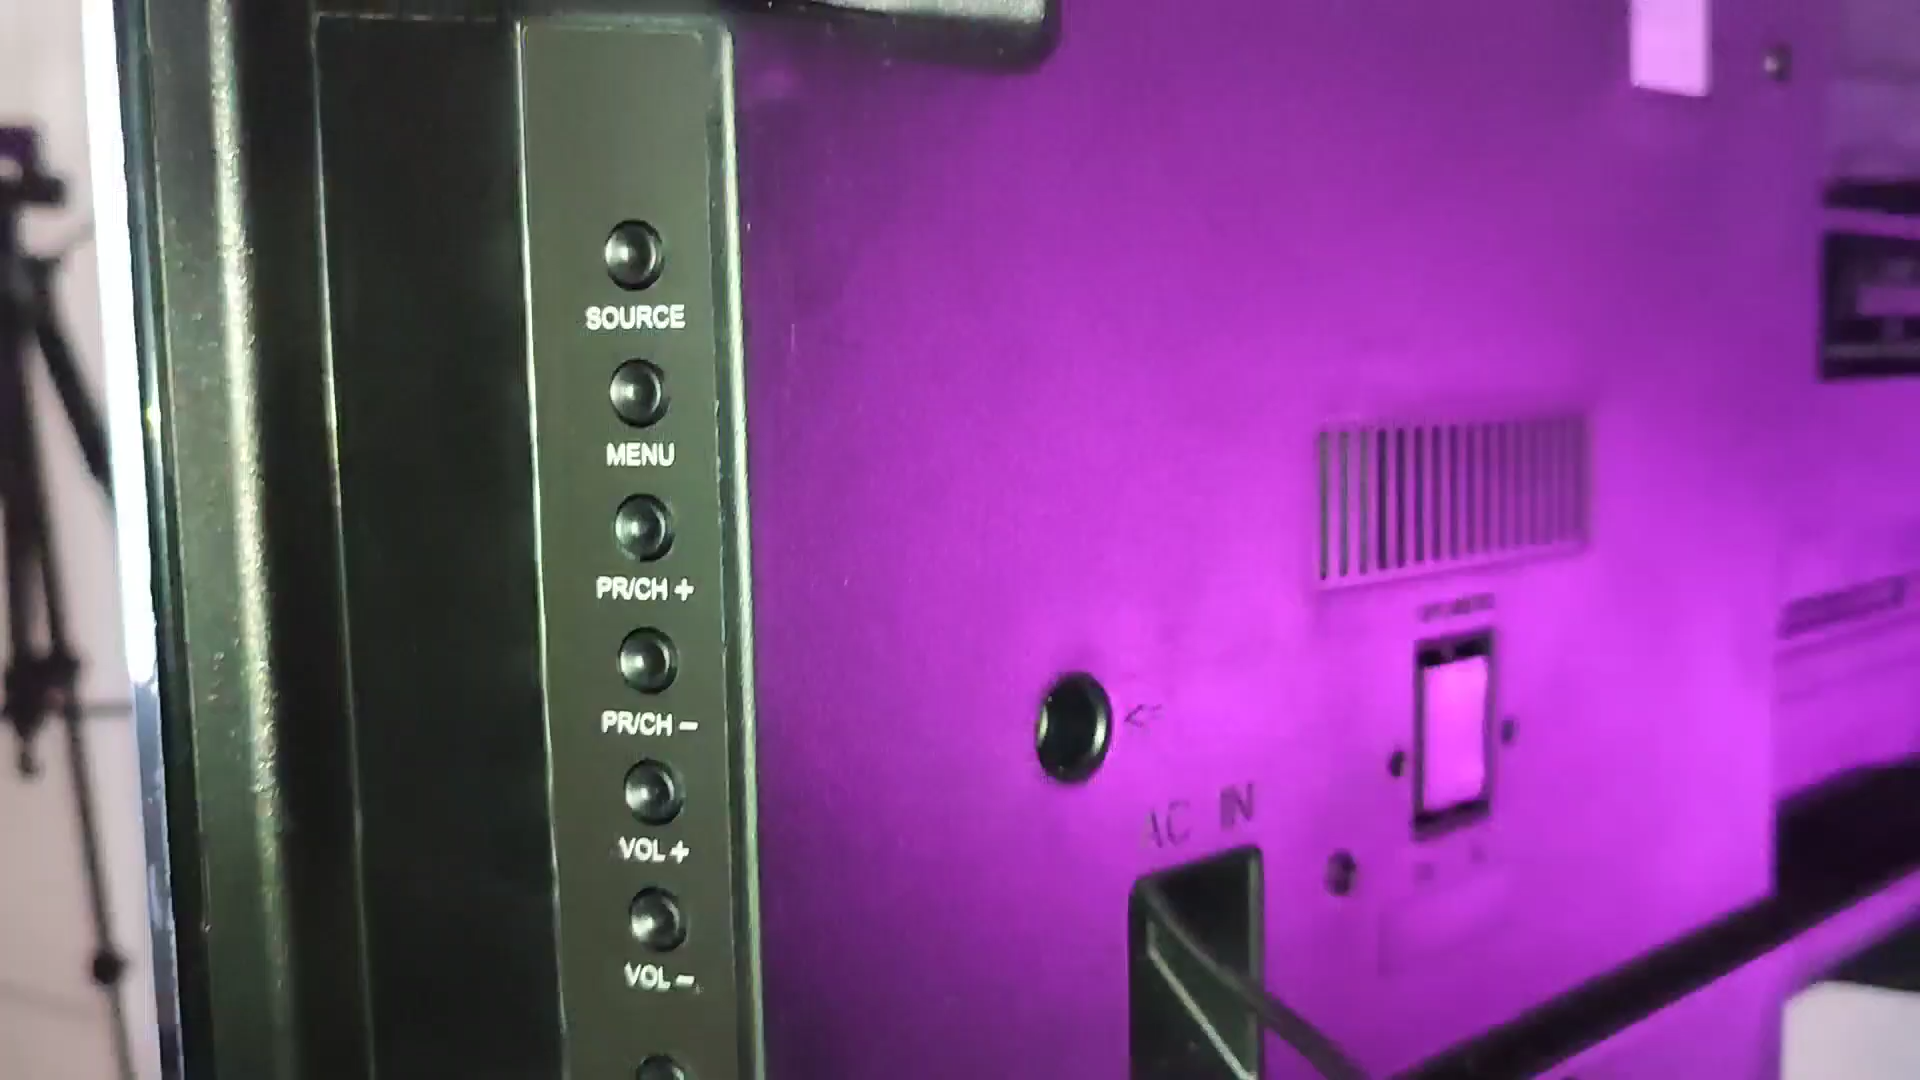 SOURCE
MENU
PR/CH +
PR/CH -
VOL +
VOL -
<=
AC IN